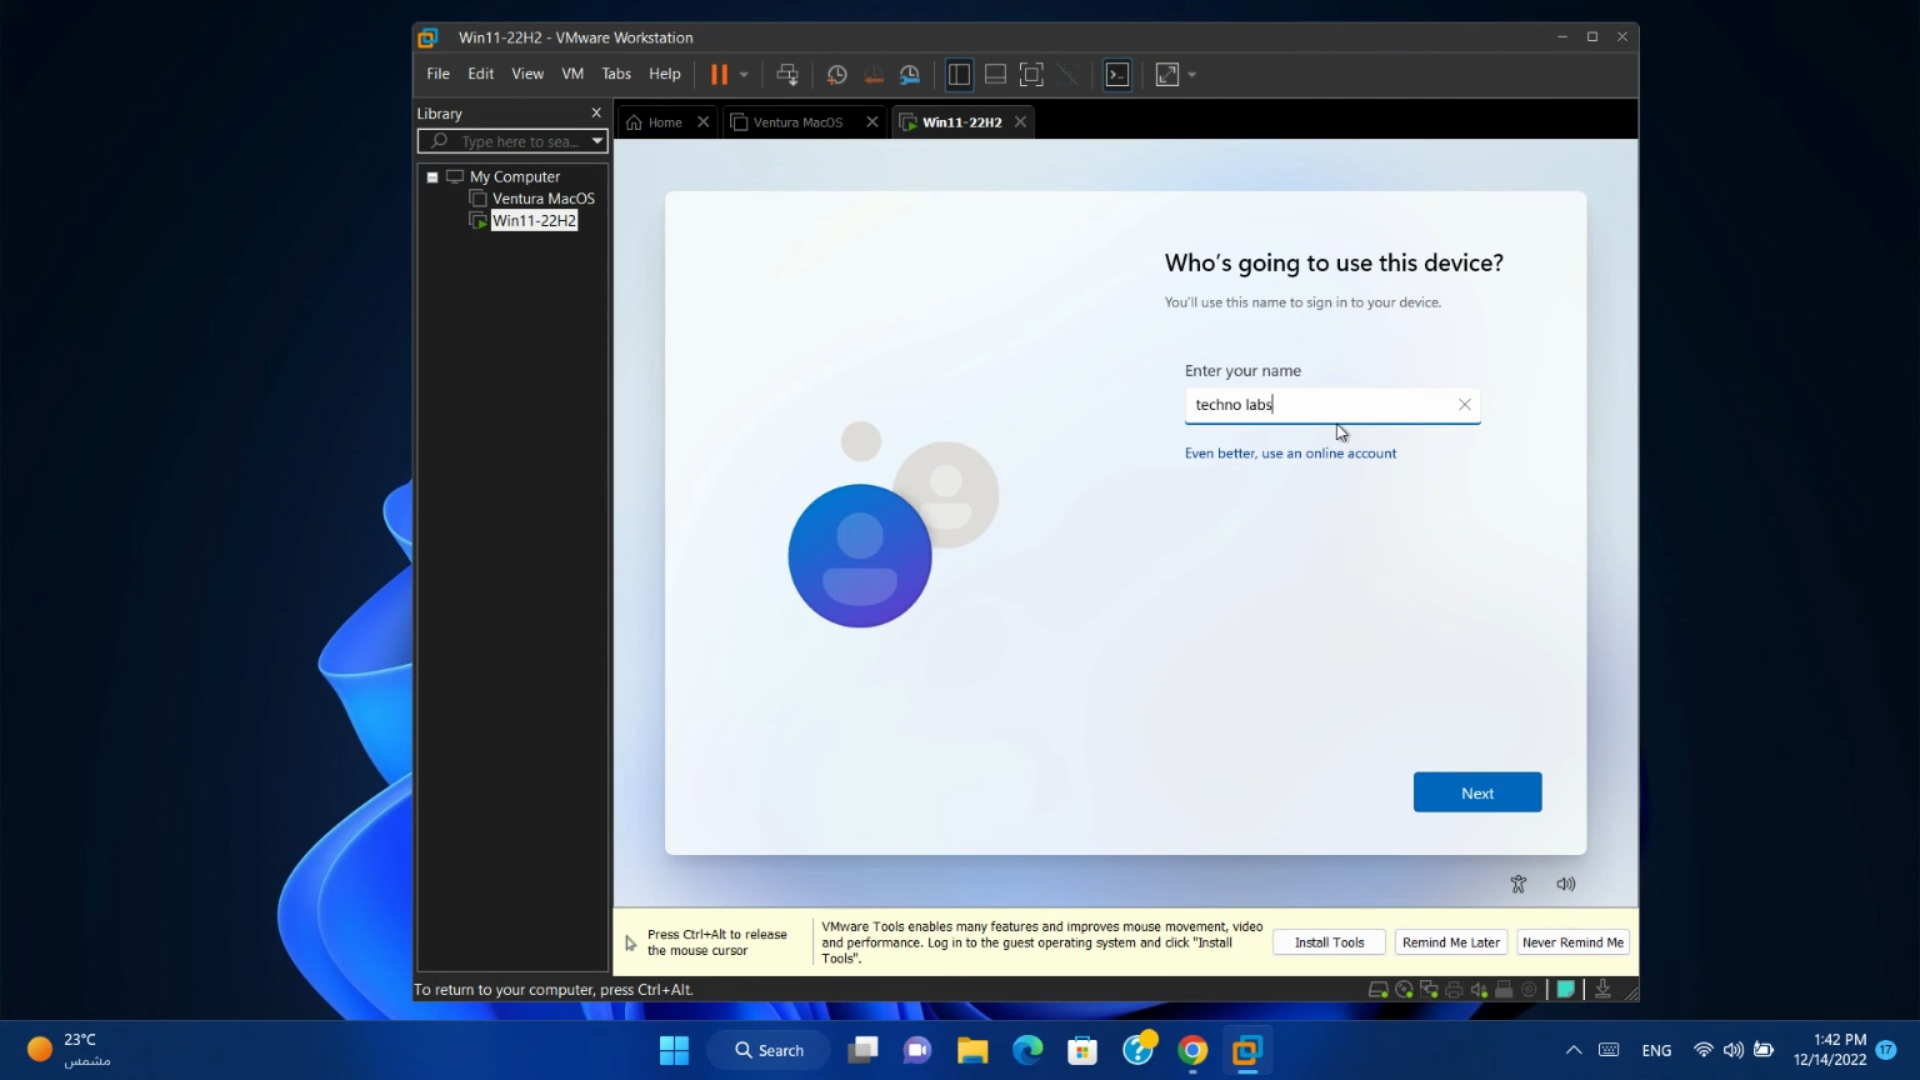 Win11-22H2 - VMware Workstation
File Edit View VM Tabs Help
Library
Type here to sea...
My Computer
Ventura MacOS
Win11-22H2
Home
Ventura MacOS
Win11-22H2
Who's going to use this device?
You'll use this name to sign in to your device.
Enter your name
techno labs
Even better, use an online account
Next
Press Ctrl+Alt to release
the mouse cursor
VMware Tools enables many features and improves mouse movement, video
and performance. Log in to the guest operating system and click "Install
Tools".
Install Tools
Remind Me Later
Never Remind Me
To return to your computer, press Ctrl+Alt.
23°C
مشمس
Search
ENG
1:42 PM
12/14/2022
17